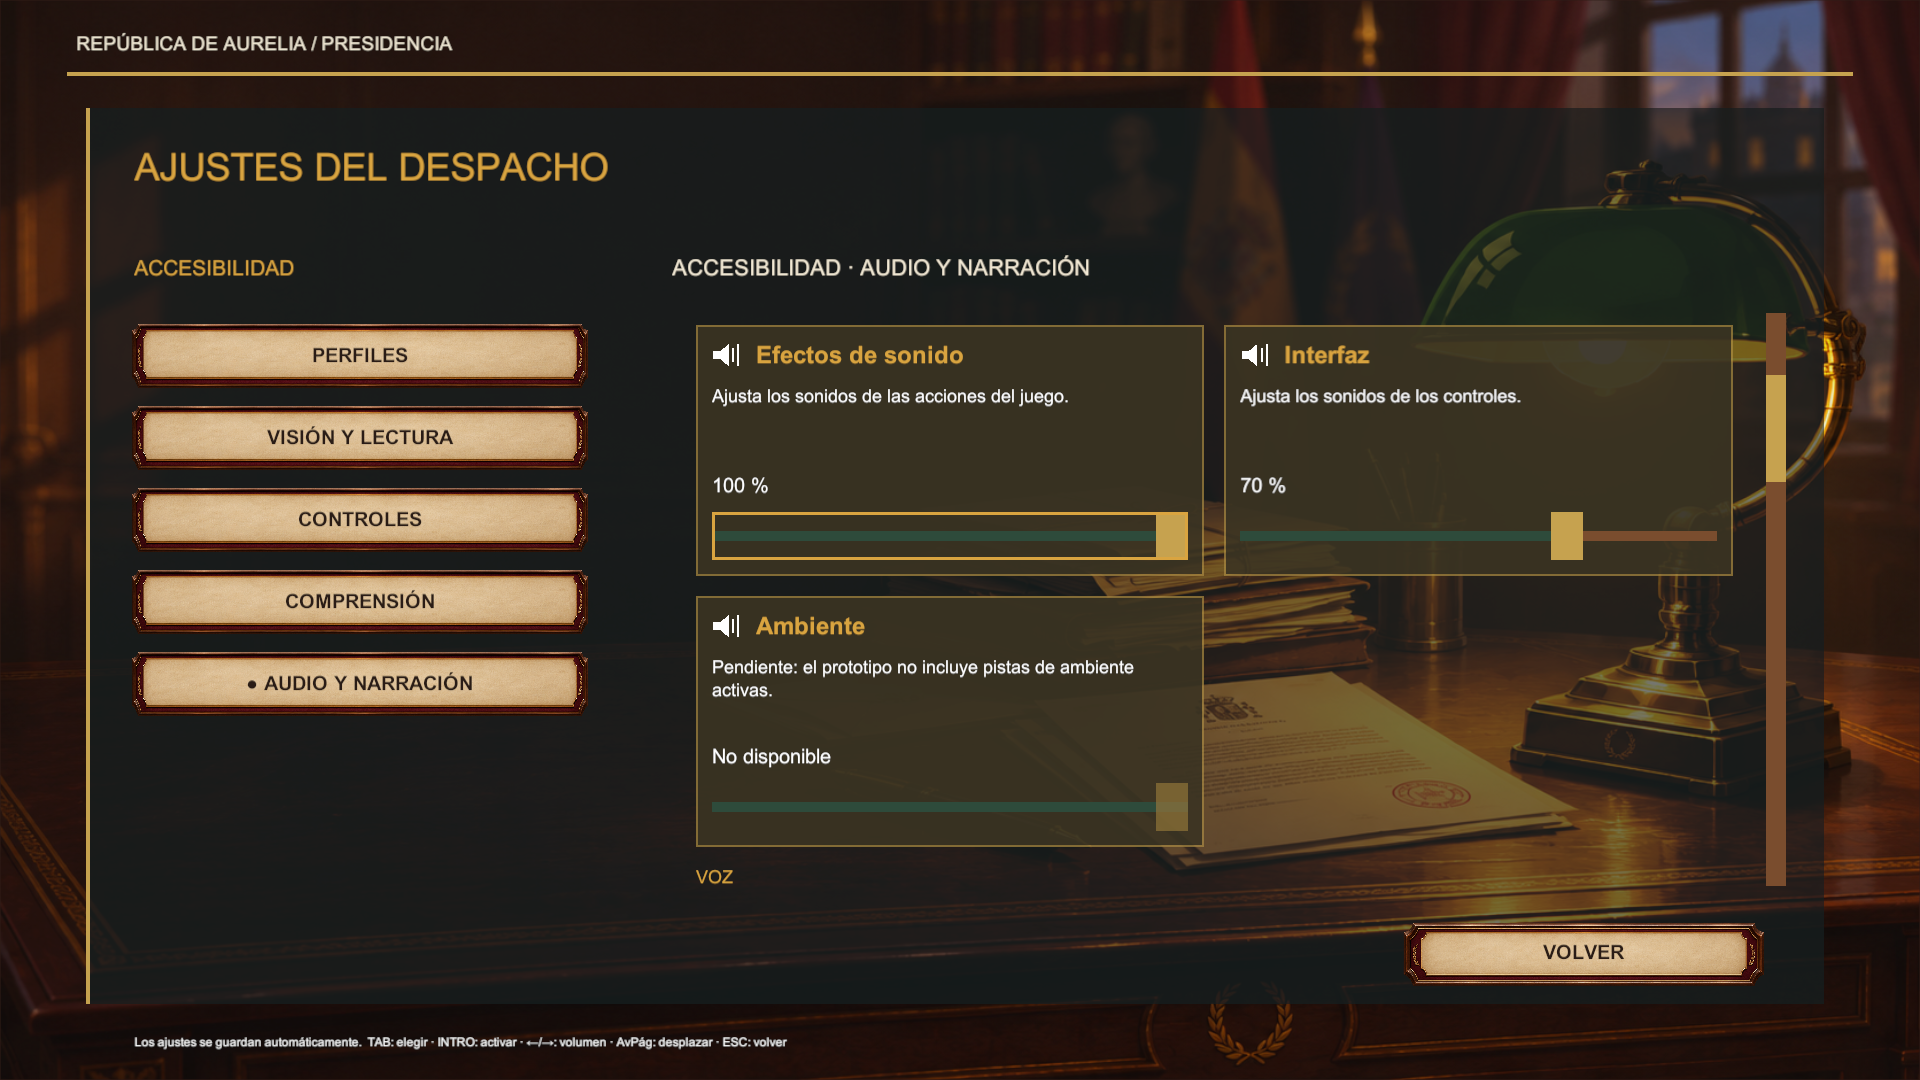 REPÚBLICA DE AURELIA / PRESIDENCIA
AJUSTES DEL DESPACHO
ACCESIBILIDAD
PERFILES
VISIÓN Y LECTURA
CONTROLES
COMPRENSIÓN
• AUDIO Y NARRACIÓN
ACCESIBILIDAD · AUDIO Y NARRACIÓN
Efectos de sonido
Ajusta los sonidos de las acciones del juego.
100 %
Interfaz
Ajusta los sonidos de los controles.
70 %
Ambiente
Pendiente: el prototipo no incluye pistas de ambiente
activas.
No disponible
VOZ
VOLVER
Los ajustes se guardan automáticamente. TAB: elegir · INTRO: activar · ←/→: volumen · AvPág: desplazar · ESC: volver